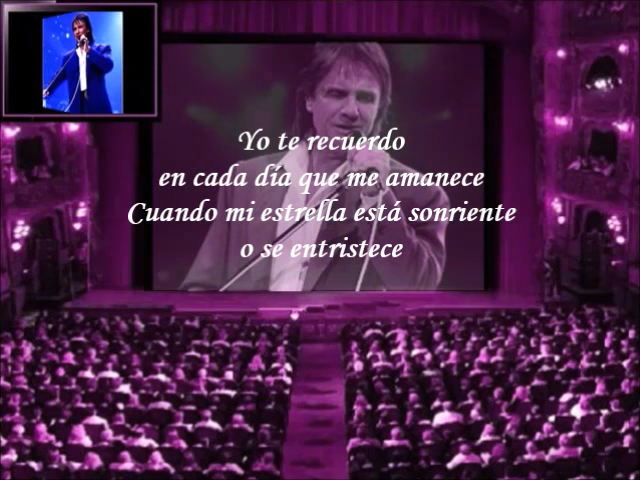 Yo te recuerdo
en cada día que me amanece
Cuando mi estrella está sonriente
o se entristece